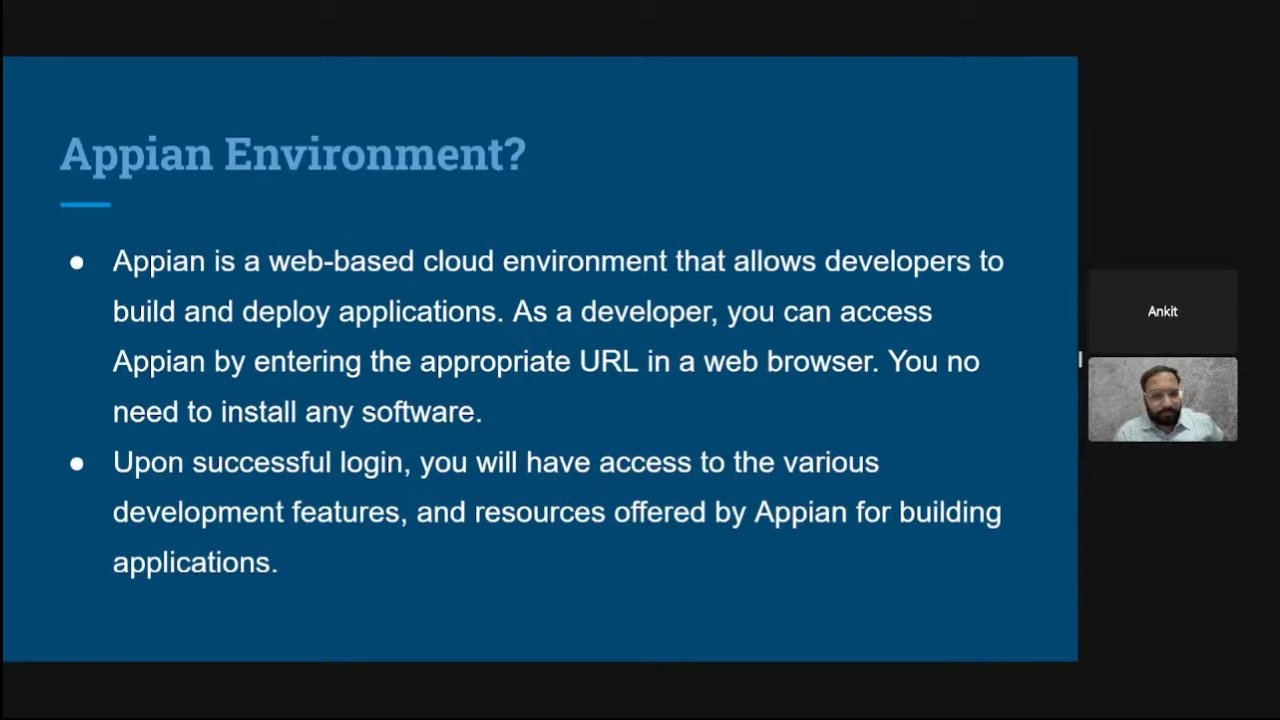 Appian Environment?
● Appian is a web-based cloud environment that allows developers to
build and deploy applications. As a developer, you can access
Appian by entering the appropriate URL in a web browser. You no
need to install any software.
● Upon successful login, you will have access to the various
development features, and resources offered by Appian for building
applications.
Ankit